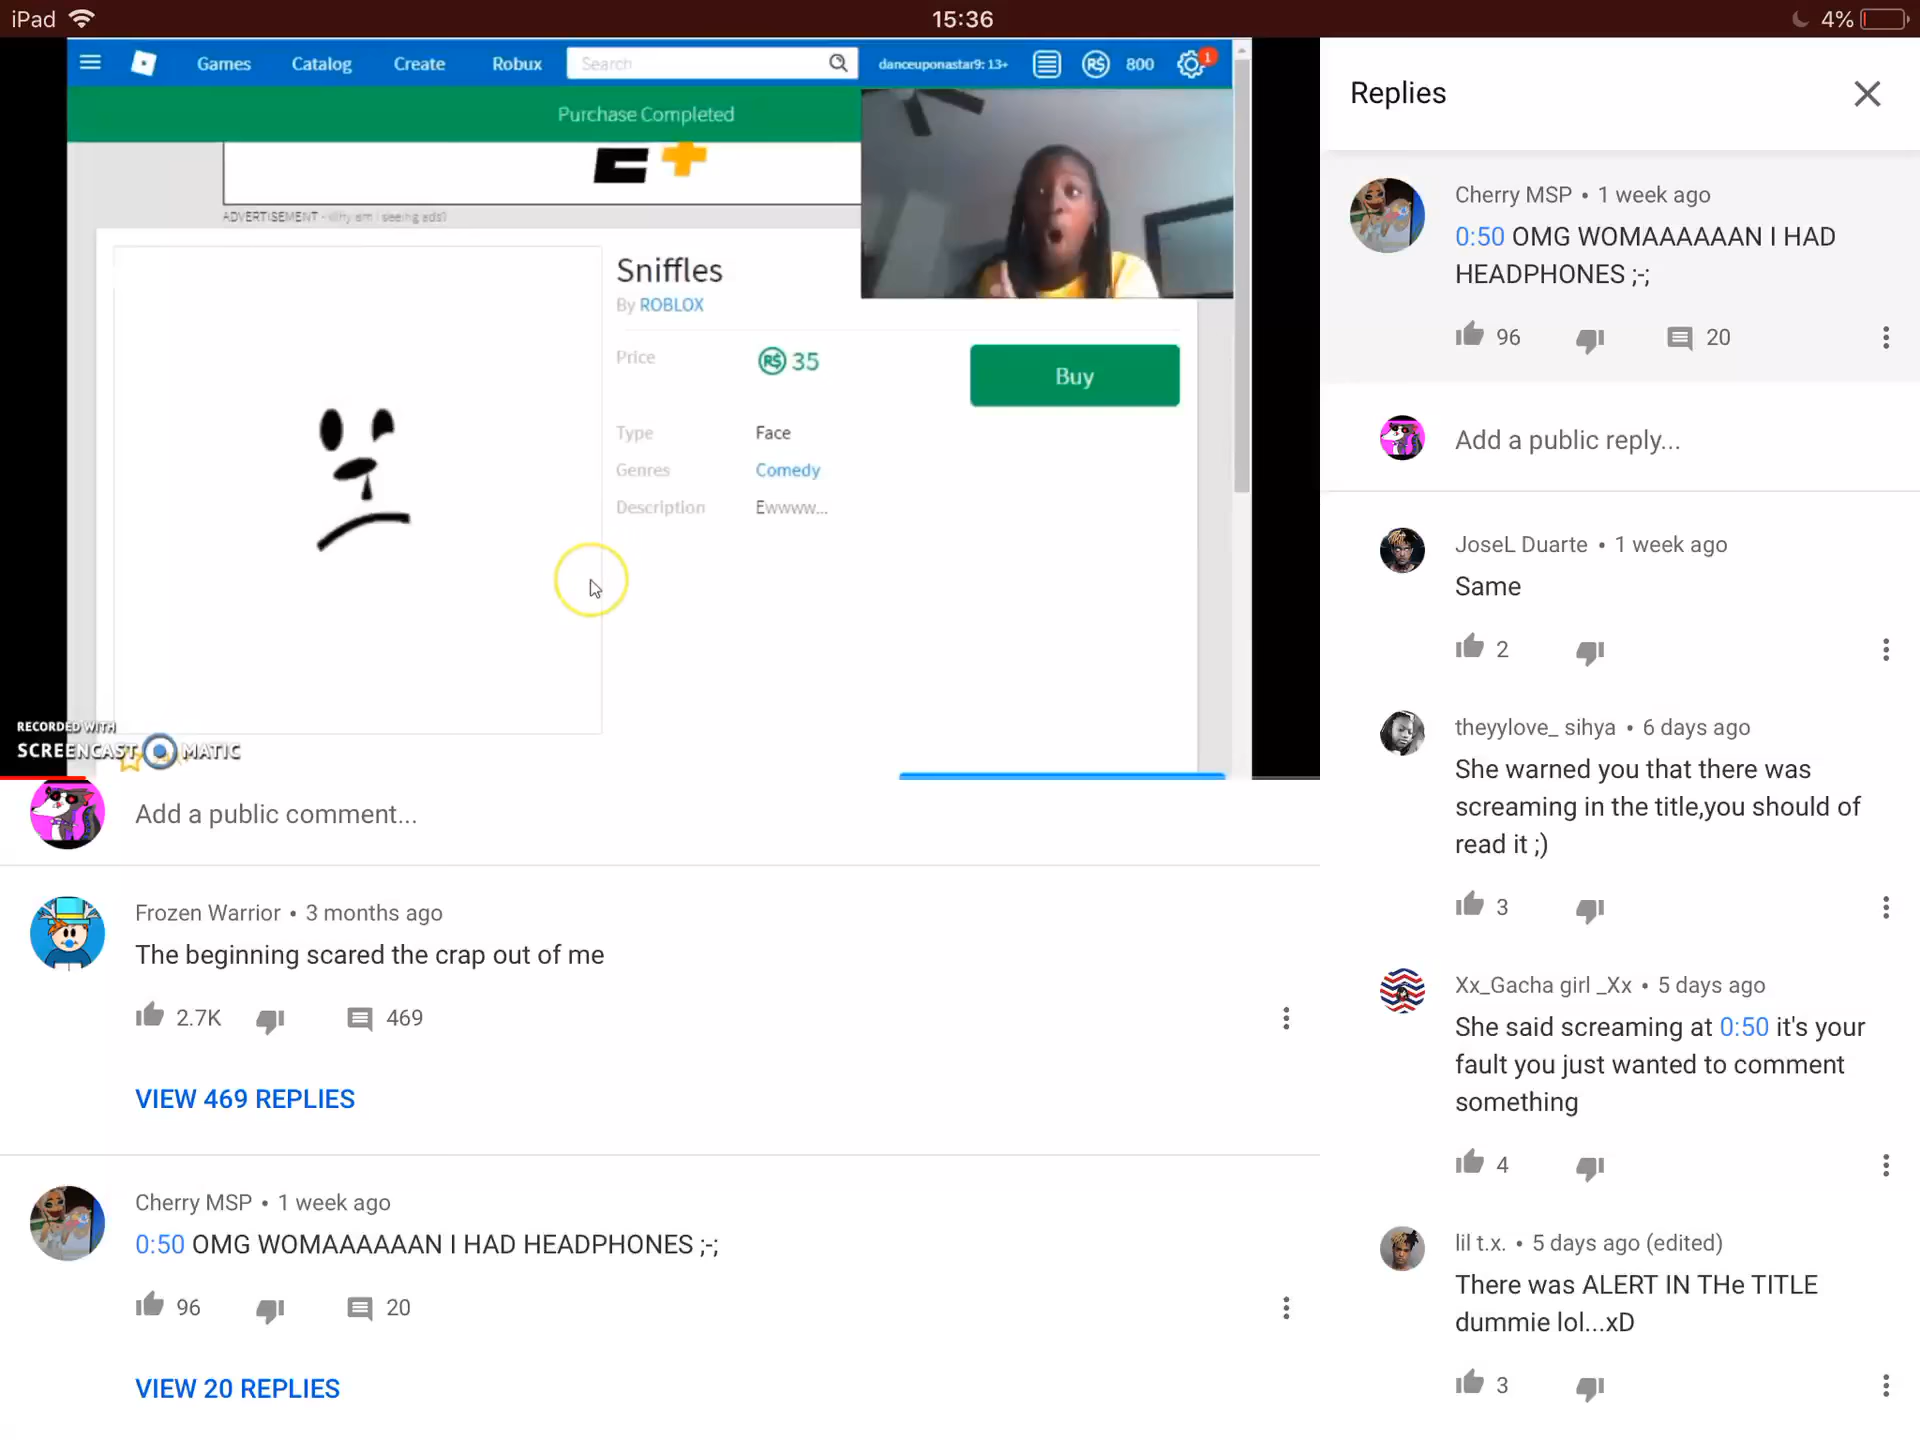 iPad
15:36
4%
Games
Catalog
Create
Robux
Search
danceuponastar9: 13+
800
1
Purchase Completed
ADVERTISEMENT - Why am I seeing ads?
Sniffles
By ROBLOX
Price
R$ 35
Buy
Type
Face
Genres
Comedy
Description
Ewwww...
RECORDED WITH
SCREENCAST MATIC
Add a public comment...
Frozen Warrior • 3 months ago
The beginning scared the crap out of me
2.7K
469
VIEW 469 REPLIES
Cherry MSP • 1 week ago
0:50 OMG WOMAAAAAAN I HAD HEADPHONES ;-;
96
20
VIEW 20 REPLIES
Replies
Cherry MSP • 1 week ago
0:50 OMG WOMAAAAAAN I HAD
HEADPHONES ;-;
96
20
Add a public reply...
JoseL Duarte • 1 week ago
Same
2
theyylove_ sihya • 6 days ago
She warned you that there was
screaming in the title,you should of
read it ;)
3
Xx_Gacha girl _Xx • 5 days ago
She said screaming at 0:50 it's your
fault you just wanted to comment
something
4
lil t.x. • 5 days ago (edited)
There was ALERT IN THe TITLE
dummie lol...xD
3